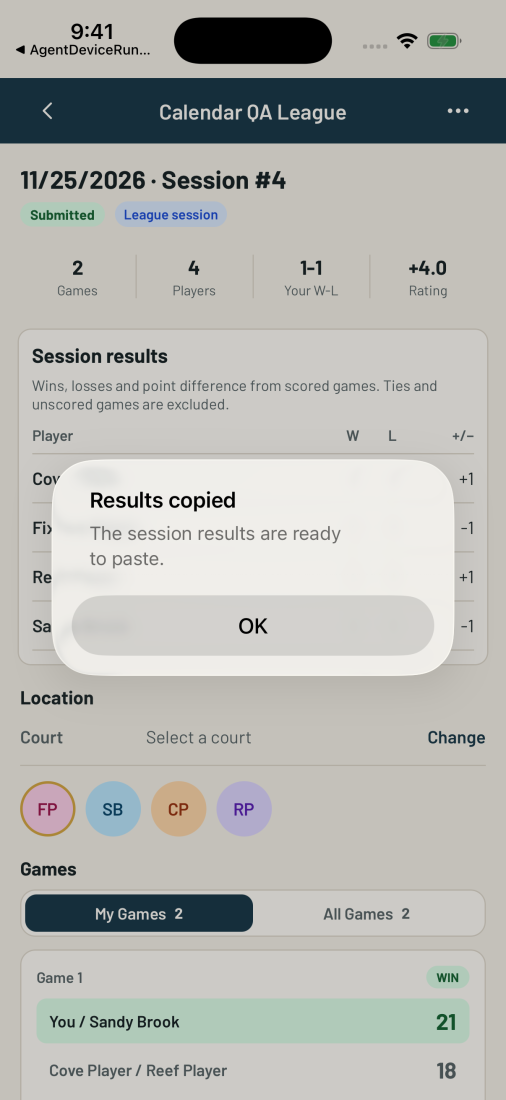 9:41
◀ AgentDeviceRun...
Calendar QA League
11/25/2026 · Session #4
Submitted League session
2 4 1-1 +4.0
Games Players Your W-L Rating
Session results
Wins, losses and point difference from scored games. Ties and
unscored games are excluded.
Player W L +/−
+1
-1
+1
-1
Results copied
The session results are ready
to paste.
OK
Location
Court Select a court Change
FP SB CP RP
Games
My Games 2 All Games 2
Game 1 WIN
You / Sandy Brook 21
Cove Player / Reef Player 18